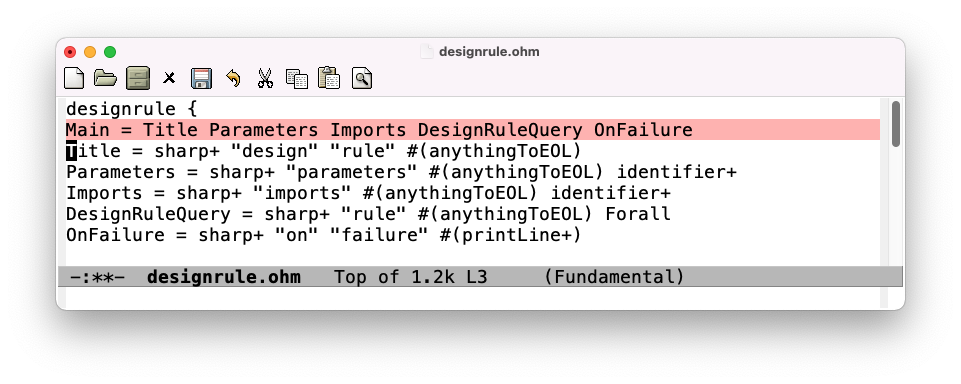 designrule.ohm
designrule {
Main = Title Parameters Imports DesignRuleQuery OnFailure
Title = sharp+ "design" "rule" #(anythingToEOL)
Parameters = sharp+ "parameters" #(anythingToEOL) identifier+
Imports = sharp+ "imports" #(anythingToEOL) identifier+
DesignRuleQuery = sharp+ "rule" #(anythingToEOL) Forall
OnFailure = sharp+ "on" "failure" #(printLine+)
-:**- designrule.ohm Top of 1.2k L3 (Fundamental)